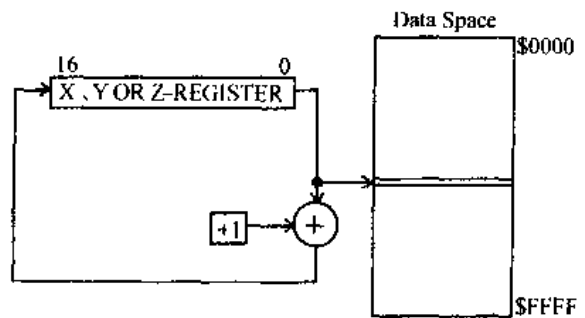 Data Space
$0000
16 0
X、Y OR Z-REGISTER
+1
+
$FFFF